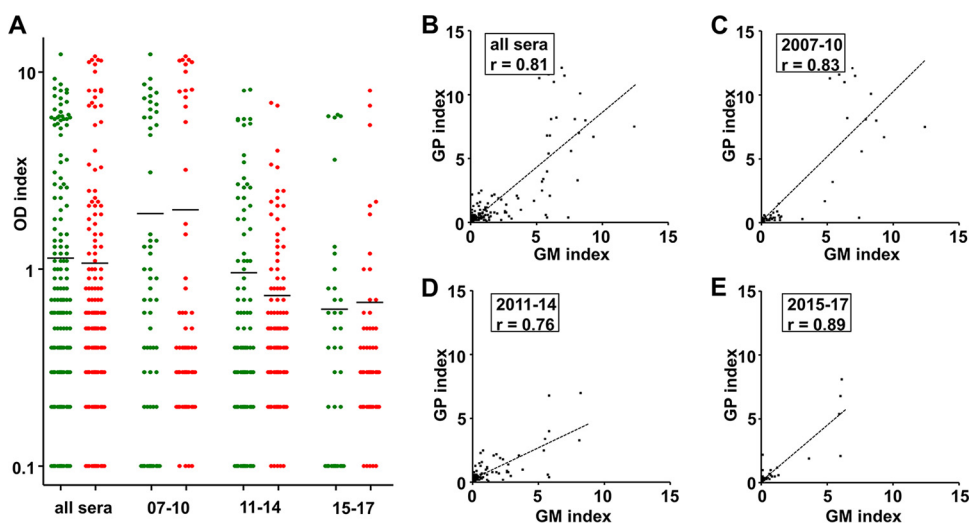 A
OD index
10
1
0.1
all sera 07-10 11-14 15-17
B
GP index
15
10
5
0
all sera
r = 0.81
0 5 10 15
GM index
C
GP index
15
10
5
0
2007-10
r = 0.83
0 5 10 15
GM index
D
GP index
15
10
5
0
2011-14
r = 0.76
0 5 10 15
GM index
E
GP index
15
10
5
0
2015-17
r = 0.89
0 5 10 15
GM index